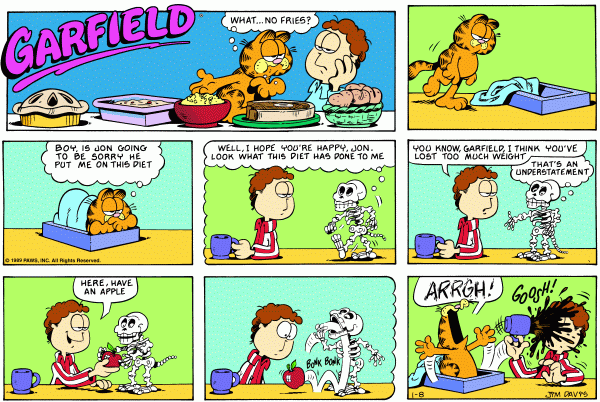 GARFIELD
WHAT...NO FRIES?
BOY, IS JON GOING
TO BE SORRY HE
PUT ME ON THIS DIET
© 1989 PAWS, INC. All Rights Reserved.
WELL, I HOPE YOU'RE HAPPY, JON.
LOOK WHAT THIS DIET HAS DONE TO ME
YOU KNOW, GARFIELD, I THINK YOU'VE
LOST TOO MUCH WEIGHT
THAT'S AN
UNDERSTATEMENT
HERE, HAVE
AN APPLE
BONK BONK
ARRGH!
GOOSH!
1-8
JIM DAVIS